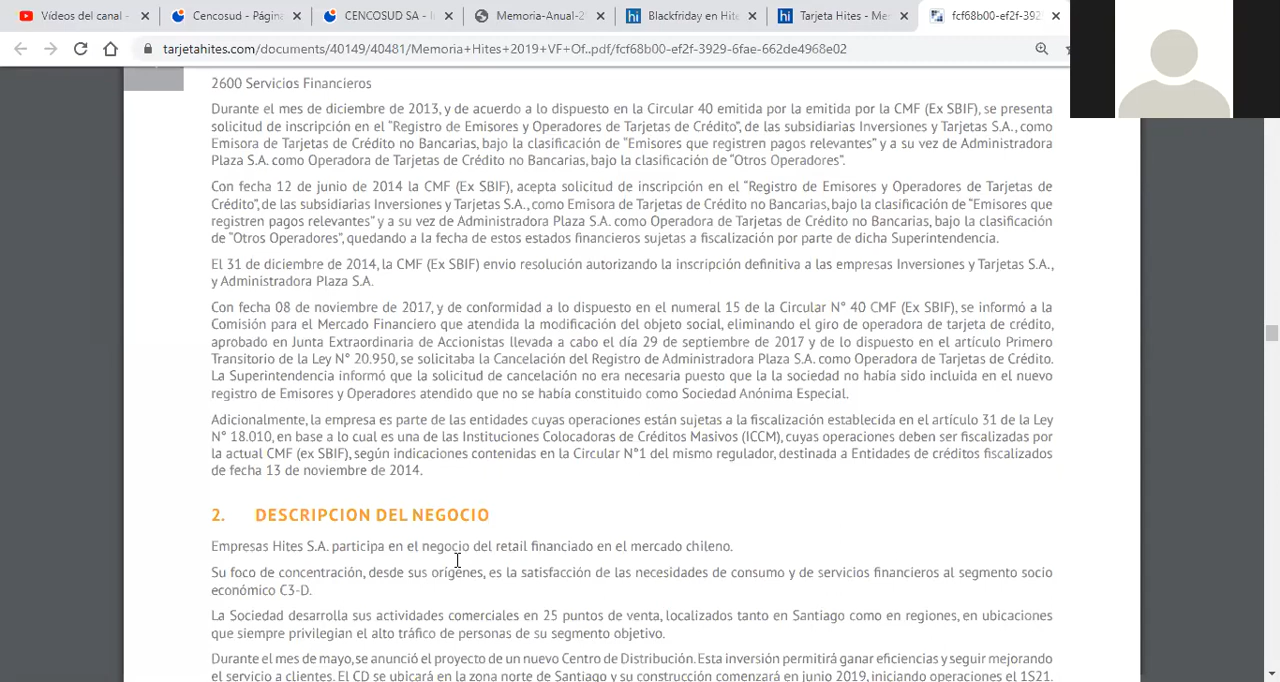 Vídeos del canal -
Cencosud - Página
CENCOSUD SA - I
Memoria-Anual-2
Blackfriday en Hite
Tarjeta Hites - Me
fcf68b00-ef2f-3929
tarjetahites.com/documents/40149/40481/Memoria+Hites+2019+VF+Of..pdf/fcf68b00-ef2f-3929-6fae-662de4968e02
2600 Servicios Financieros
Durante el mes de diciembre de 2013, y de acuerdo a lo dispuesto en la Circular 40 emitida por la emitida por la CMF (Ex SBIF), se presenta
solicitud de inscripción en el “Registro de Emisores y Operadores de Tarjetas de Crédito”, de las subsidiarias Inversiones y Tarjetas S.A., como
Emisora de Tarjetas de Crédito no Bancarias, bajo la clasificación de “Emisores que registren pagos relevantes” y a su vez de Administradora
Plaza S.A. como Operadora de Tarjetas de Crédito no Bancarias, bajo la clasificación de “Otros Operadores”.
Con fecha 12 de junio de 2014 la CMF (Ex SBIF), acepta solicitud de inscripción en el “Registro de Emisores y Operadores de Tarjetas de
Crédito”, de las subsidiarias Inversiones y Tarjetas S.A., como Emisora de Tarjetas de Crédito no Bancarias, bajo la clasificación de “Emisores que
registren pagos relevantes” y a su vez de Administradora Plaza S.A. como Operadora de Tarjetas de Crédito no Bancarias, bajo la clasificación
de “Otros Operadores”, quedando a la fecha de estos estados financieros sujetas a fiscalización por parte de dicha Superintendencia.
El 31 de diciembre de 2014, la CMF (Ex SBIF) envio resolución autorizando la inscripción definitiva a las empresas Inversiones y Tarjetas S.A.,
y Administradora Plaza S.A.
Con fecha 08 de noviembre de 2017, y de conformidad a lo dispuesto en el numeral 15 de la Circular N° 40 CMF (Ex SBIF), se informó a la
Comisión para el Mercado Financiero que atendida la modificación del objeto social, eliminando el giro de operadora de tarjeta de crédito,
aprobado en Junta Extraordinaria de Accionistas llevada a cabo el día 29 de septiembre de 2017 y de lo dispuesto en el artículo Primero
Transitorio de la Ley N° 20.950, se solicitaba la Cancelación del Registro de Administradora Plaza S.A. como Operadora de Tarjetas de Crédito.
La Superintendencia informó que la solicitud de cancelación no era necesaria puesto que la la sociedad no había sido incluida en el nuevo
registro de Emisores y Operadores atendido que no se había constituido como Sociedad Anónima Especial.
Adicionalmente, la empresa es parte de las entidades cuyas operaciones están sujetas a la fiscalización establecida en el artículo 31 de la Ley
N° 18.010, en base a lo cual es una de las Instituciones Colocadoras de Créditos Masivos (ICCM), cuyas operaciones deben ser fiscalizadas por
la actual CMF (ex SBIF), según indicaciones contenidas en la Circular N°1 del mismo regulador, destinada a Entidades de créditos fiscalizados
de fecha 13 de noviembre de 2014.
2. DESCRIPCION DEL NEGOCIO
Empresas Hites S.A. participa en el negocio del retail financiado en el mercado chileno.
Su foco de concentración, desde sus orígenes, es la satisfacción de las necesidades de consumo y de servicios financieros al segmento socio
económico C3-D.
La Sociedad desarrolla sus actividades comerciales en 25 puntos de venta, localizados tanto en Santiago como en regiones, en ubicaciones
que siempre privilegian el alto tráfico de personas de su segmento objetivo.
Durante el mes de mayo, se anunció el proyecto de un nuevo Centro de Distribución. Esta inversión permitirá ganar eficiencias y seguir mejorando
el servicio a clientes. El CD se ubicará en la zona norte de Santiago y su construcción comenzará en junio 2019, iniciando operaciones el 1S21.